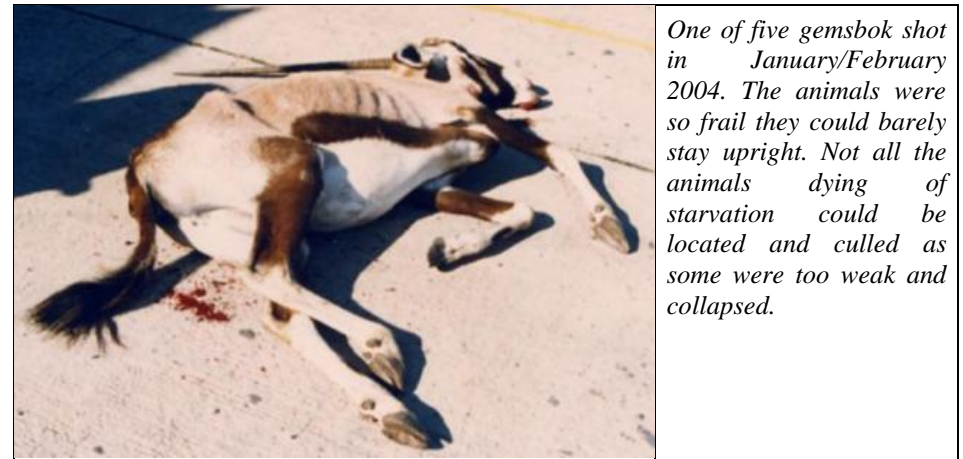 One of five gemsbok shot
in January/February
2004. The animals were
so frail they could barely
stay upright. Not all the
animals dying of
starvation could be
located and culled as
some were too weak and
collapsed.